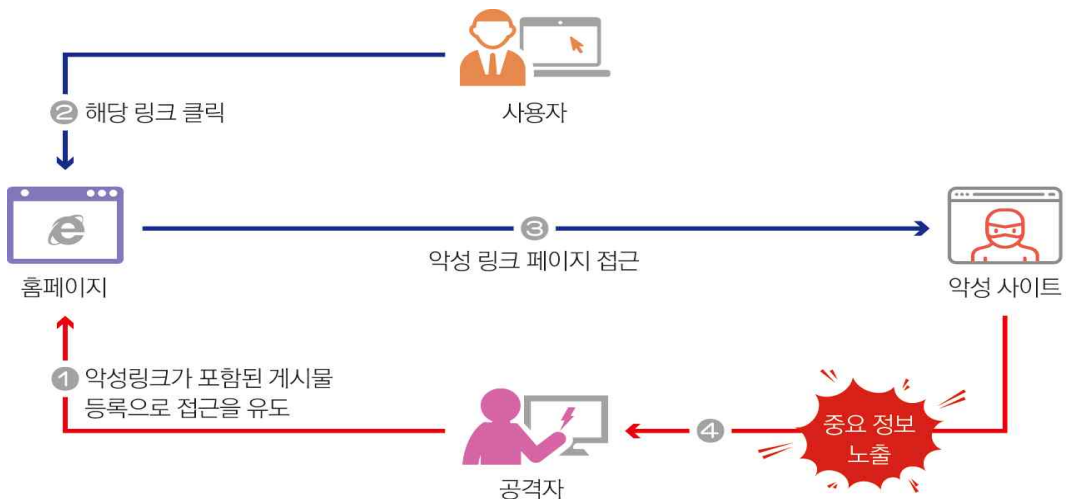 사용자
② 해당 링크 클릭
홈페이지
③
악성 링크 페이지 접근
악성 사이트
① 악성링크가 포함된 게시물
등록으로 접근을 유도
공격자
④
중요 정보
노출